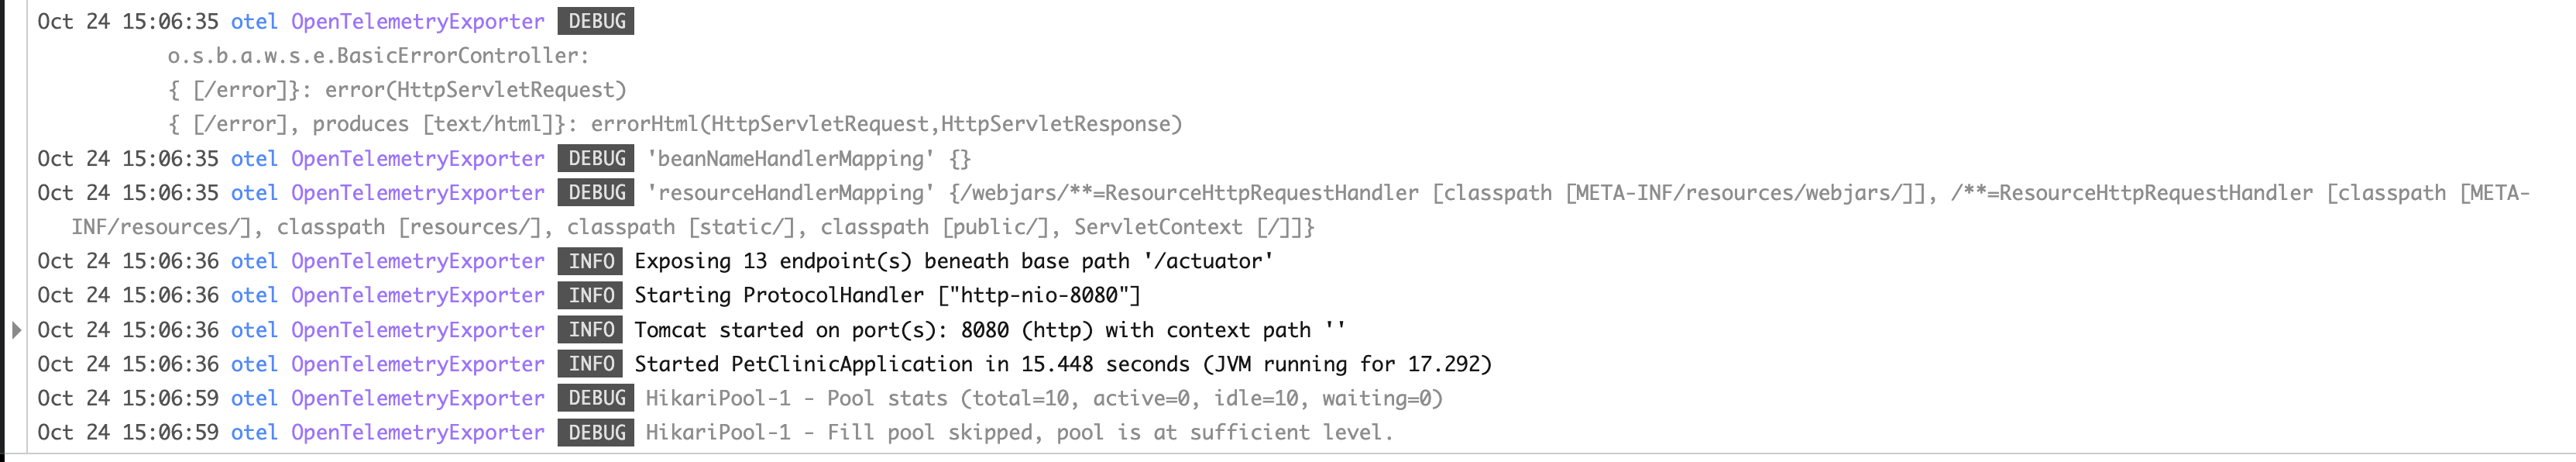 Oct 24 15:06:35 otel OpenTelemetryExporter DEBUG
o.s.b.a.w.s.e.BasicErrorController:
{ [/error]}: error(HttpServletRequest)
{ [/error], produces [text/html]}: errorHtml(HttpServletRequest,HttpServletResponse)
Oct 24 15:06:35 otel OpenTelemetryExporter DEBUG 'beanNameHandlerMapping' {}
Oct 24 15:06:35 otel OpenTelemetryExporter DEBUG 'resourceHandlerMapping' {/webjars/**=ResourceHttpRequestHandler [classpath [META-INF/resources/webjars/]], /**=ResourceHttpRequestHandler [classpath [META-
INF/resources/], classpath [resources/], classpath [static/], classpath [public/], ServletContext [/]]}
Oct 24 15:06:36 otel OpenTelemetryExporter INFO Exposing 13 endpoint(s) beneath base path '/actuator'
Oct 24 15:06:36 otel OpenTelemetryExporter INFO Starting ProtocolHandler ["http-nio-8080"]
Oct 24 15:06:36 otel OpenTelemetryExporter INFO Tomcat started on port(s): 8080 (http) with context path ''
Oct 24 15:06:36 otel OpenTelemetryExporter INFO Started PetClinicApplication in 15.448 seconds (JVM running for 17.292)
Oct 24 15:06:59 otel OpenTelemetryExporter DEBUG HikariPool-1 - Pool stats (total=10, active=0, idle=10, waiting=0)
Oct 24 15:06:59 otel OpenTelemetryExporter DEBUG HikariPool-1 - Fill pool skipped, pool is at sufficient level.